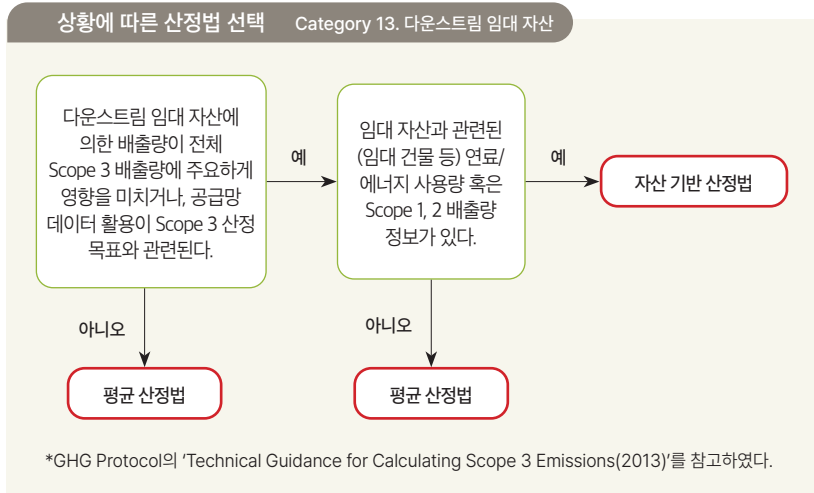 상황에 따른 산정법 선택 Category 13. 다운스트림 임대 자산
다운스트림 임대 자산에
의한 배출량이 전체
Scope 3 배출량에 주요하게
영향을 미치거나, 공급망
데이터 활용이 Scope 3 산정
목표와 관련된다.
예
임대 자산과 관련된
(임대 건물 등) 연료/
에너지 사용량 혹은
Scope 1, 2 배출량
정보가 있다.
예
자산 기반 산정법
아니오
아니오
평균 산정법
평균 산정법
*GHG Protocol의 'Technical Guidance for Calculating Scope 3 Emissions(2013)'를 참고하였다.